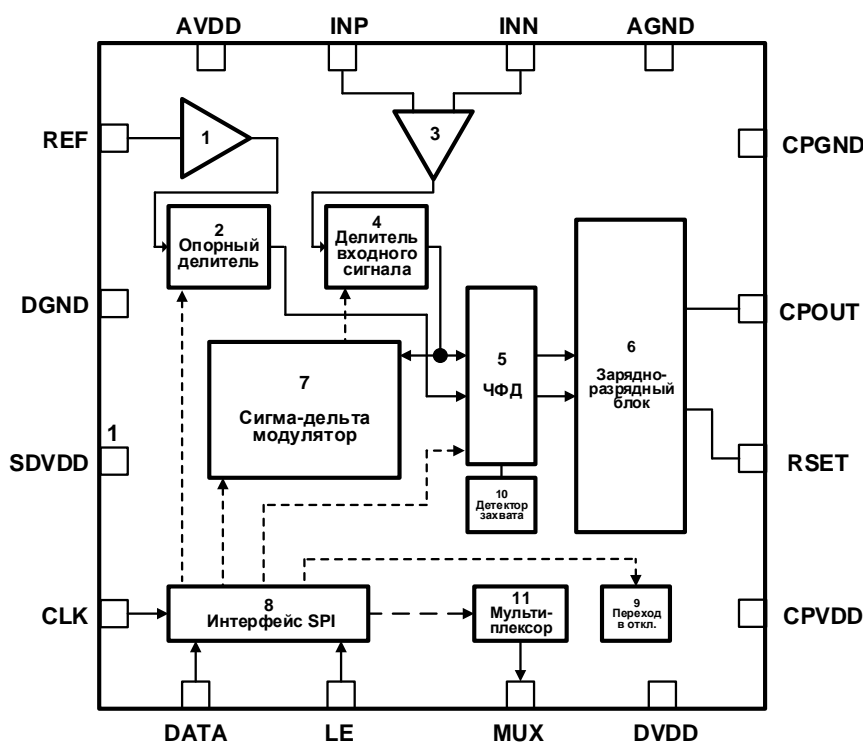 AVDD
INP
INN
AGND
REF
1
3
CPGND
2
Опорный
делитель
4
Делитель
входного
сигнала
DGND
CPOUT
5
ЧФД
6
Зарядно-
разрядный
блок
7
Сигма-дельта
модулятор
1
SDVDD
RSET
10
Детектор
захвата
CLK
8
Интерфейс SPI
11
Мульти-
плексор
9
Переход
в откл.
CPVDD
DATA
LE
MUX
DVDD